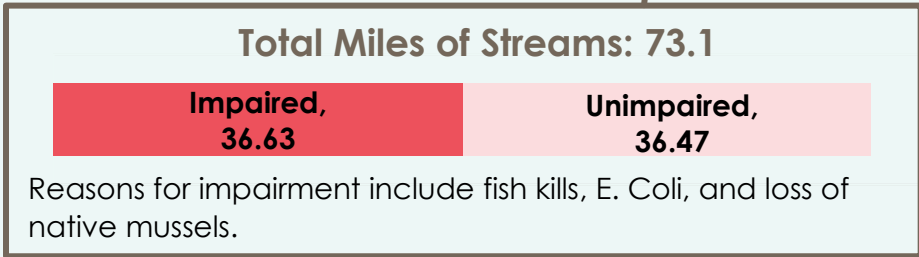 Total Miles of Streams: 73.1
Impaired,
36.63
Unimpaired,
36.47
Reasons for impairment include fish kills, E. Coli, and loss of
native mussels.